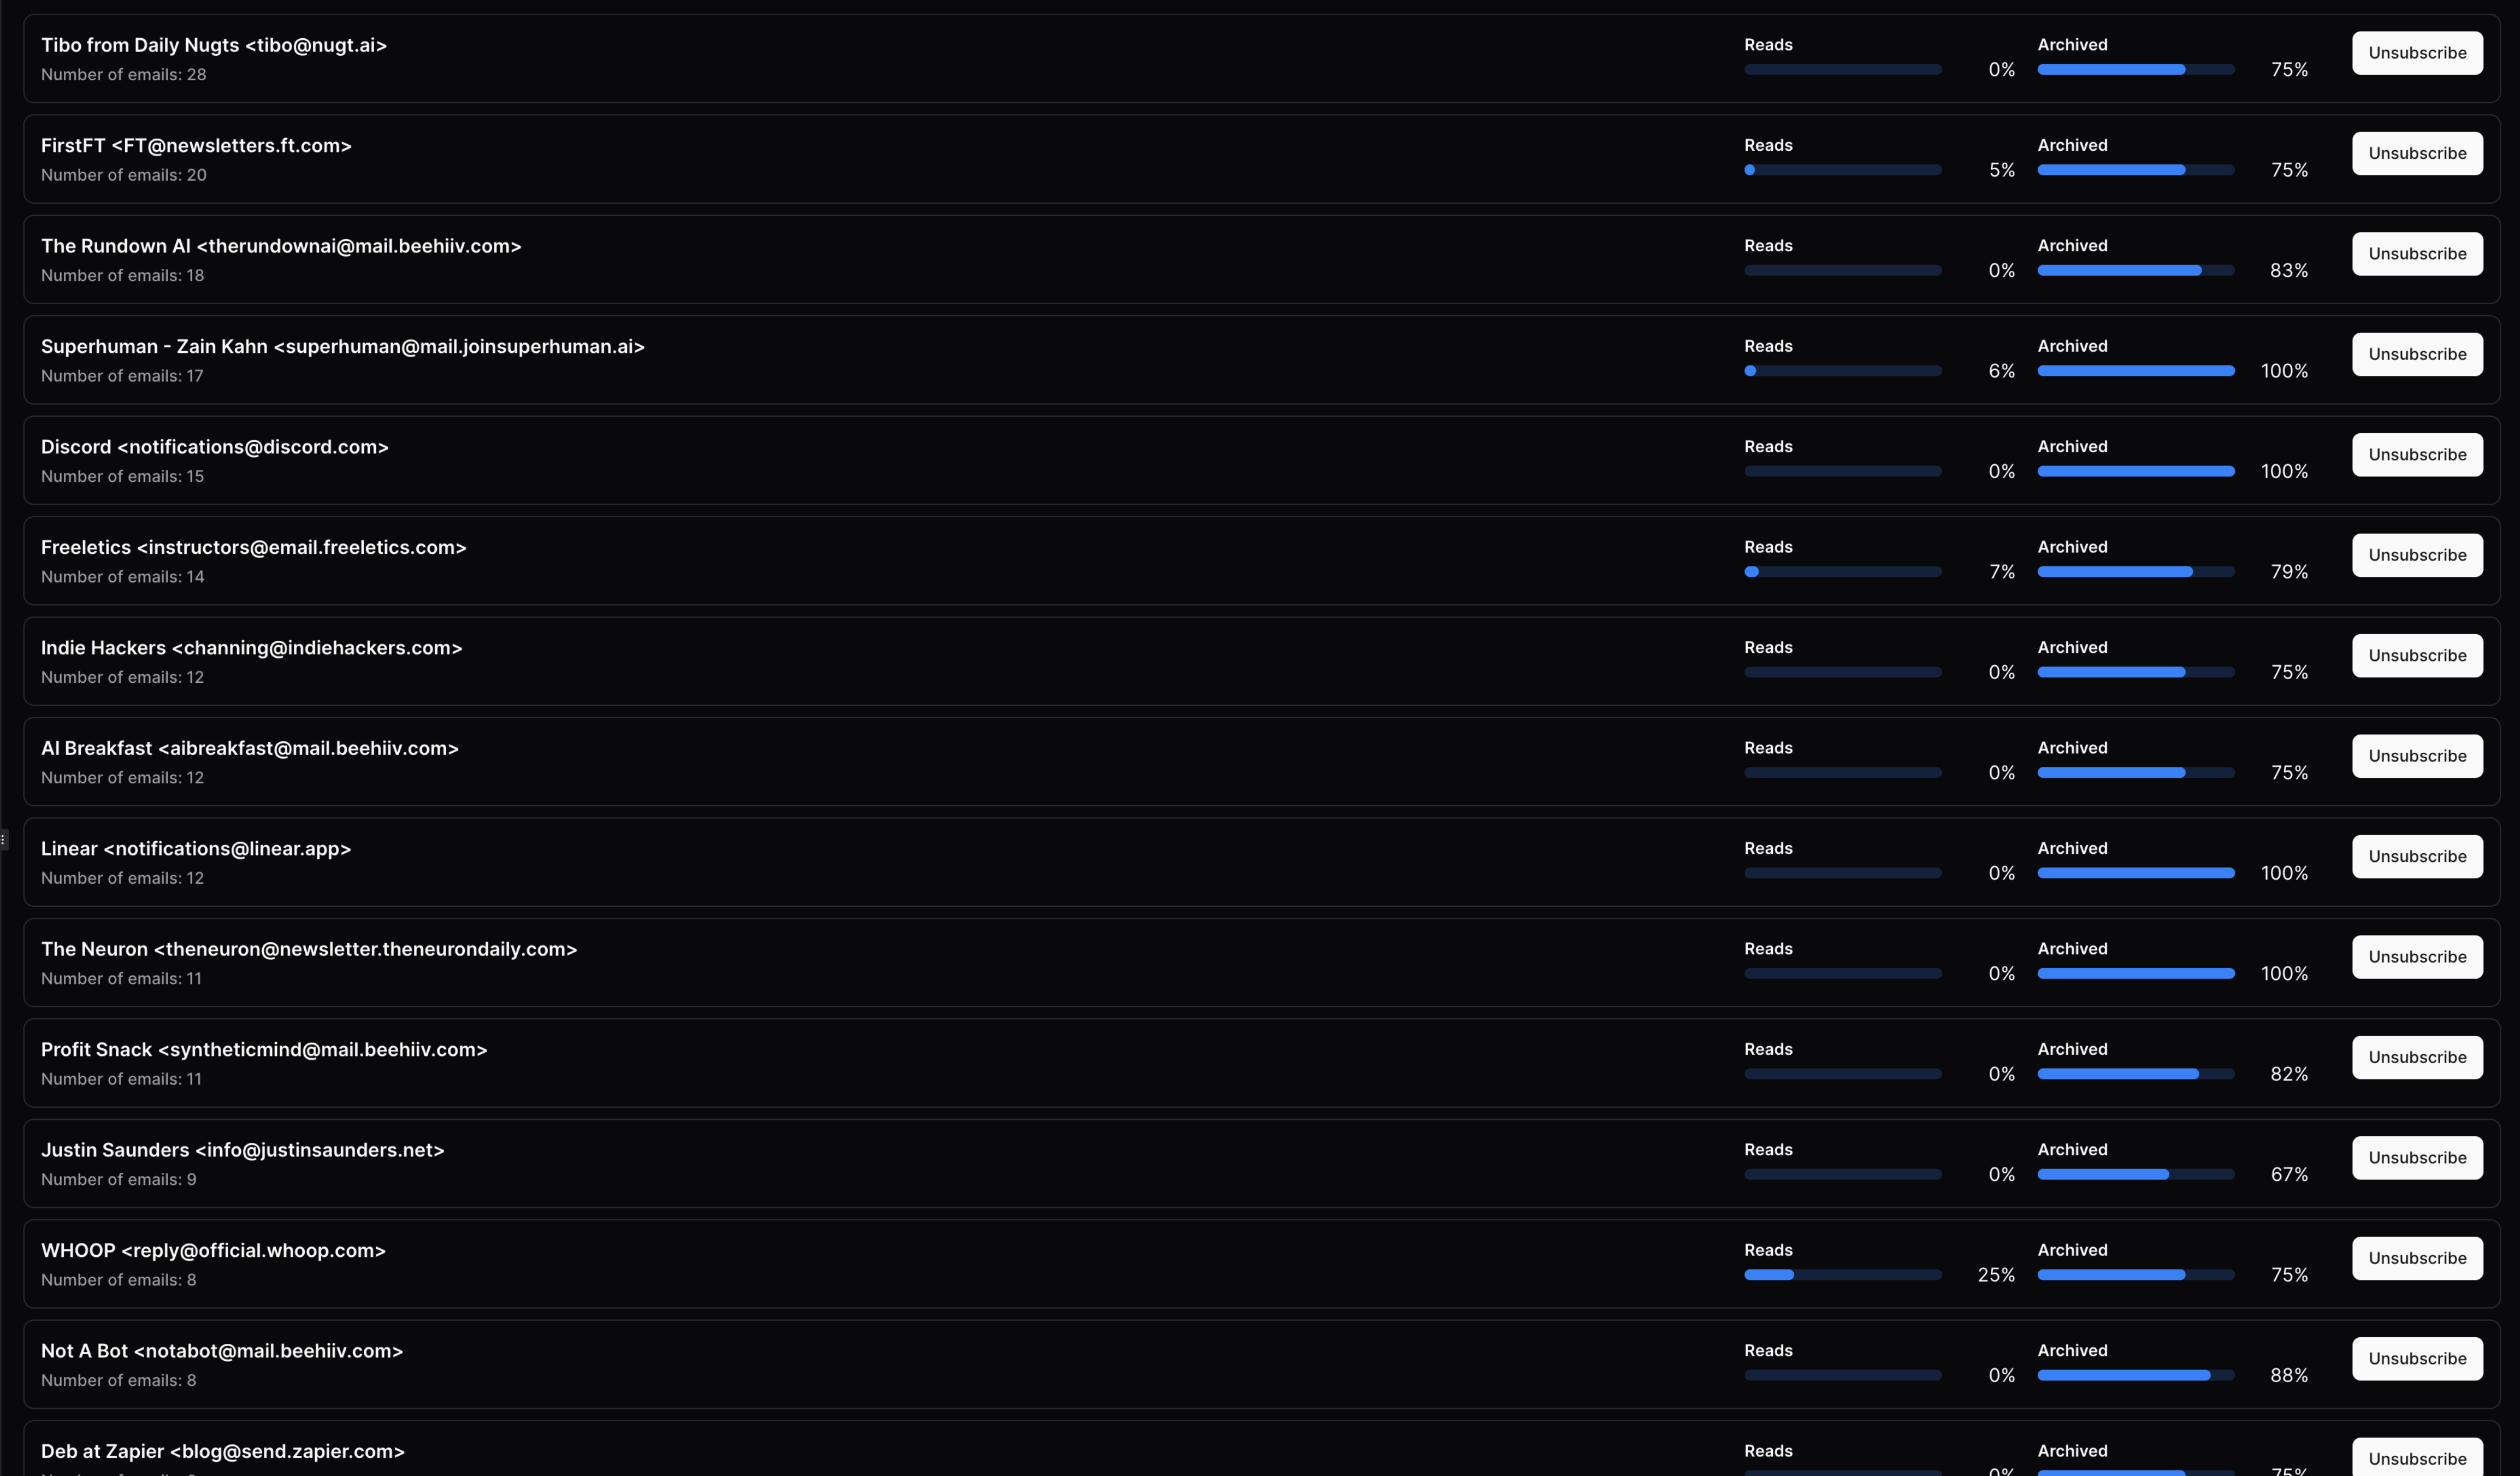 Tibo from Daily Nugts <tibo@nugt.ai>
Number of emails: 28
Reads
0%
Archived
75%
Unsubscribe
FirstFT <FT@newsletters.ft.com>
Number of emails: 20
Reads
5%
Archived
75%
Unsubscribe
The Rundown AI <therundownai@mail.beehiiv.com>
Number of emails: 18
Reads
0%
Archived
83%
Unsubscribe
Superhuman - Zain Kahn <superhuman@mail.joinsuperhuman.ai>
Number of emails: 17
Reads
6%
Archived
100%
Unsubscribe
Discord <notifications@discord.com>
Number of emails: 15
Reads
0%
Archived
100%
Unsubscribe
Freeletics <instructors@email.freeletics.com>
Number of emails: 14
Reads
7%
Archived
79%
Unsubscribe
Indie Hackers <channing@indiehackers.com>
Number of emails: 12
Reads
0%
Archived
75%
Unsubscribe
AI Breakfast <aibreakfast@mail.beehiiv.com>
Number of emails: 12
Reads
0%
Archived
75%
Unsubscribe
Linear <notifications@linear.app>
Number of emails: 12
Reads
0%
Archived
100%
Unsubscribe
The Neuron <theneuron@newsletter.theneurondaily.com>
Number of emails: 11
Reads
0%
Archived
100%
Unsubscribe
Profit Snack <syntheticmind@mail.beehiiv.com>
Number of emails: 11
Reads
0%
Archived
82%
Unsubscribe
Justin Saunders <info@justinsaunders.net>
Number of emails: 9
Reads
0%
Archived
67%
Unsubscribe
WHOOP <reply@official.whoop.com>
Number of emails: 8
Reads
25%
Archived
75%
Unsubscribe
Not A Bot <notabot@mail.beehiiv.com>
Number of emails: 8
Reads
0%
Archived
88%
Unsubscribe
Deb at Zapier <blog@send.zapier.com>
Reads
Archived
Unsubscribe